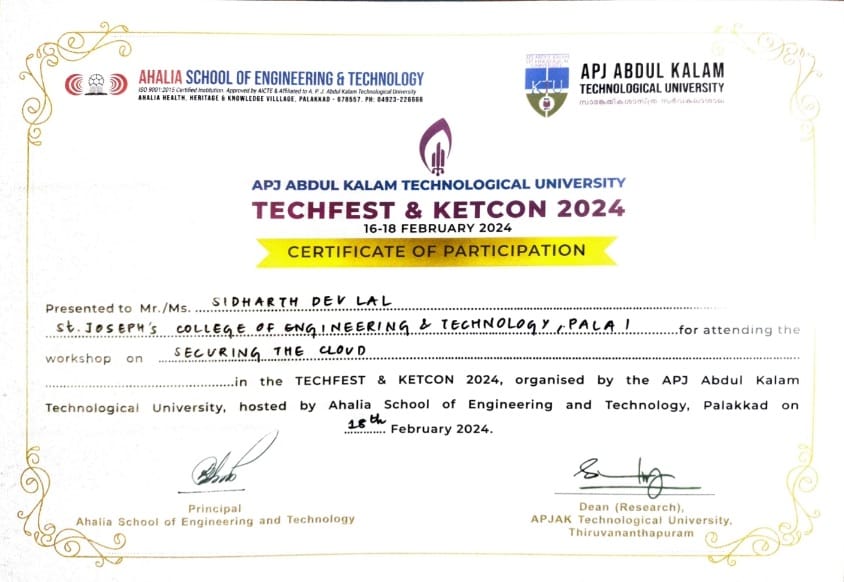 AHALIA SCHOOL OF ENGINEERING & TECHNOLOGY
ISO 9001:2015 Certified Institution. Approved by AICTE & Affiliated to A. P. J. Abdul Kalam Technological University
AHALIA HEALTH, HERITAGE & KNOWLEDGE VILLLAGE, PALAKKAD - 678557. PH: 04923-226666
KTU
APJ ABDUL KALAM
TECHNOLOGICAL UNIVERSITY
സാങ്കേതികശാസ്ത്ര സർവകലാശാല
APJ ABDUL KALAM TECHNOLOGICAL UNIVERSITY
TECHFEST & KETCON 2024
16-18 FEBRUARY 2024
CERTIFICATE OF PARTICIPATION
Presented to Mr./Ms. SIDHARTH DEV LAL
St. JOSEPH'S COLLEGE OF ENGINEERING & TECHNOLOGY, PALAI for attending the
workshop on SECURING THE CLOUD
in the TECHFEST & KETCON 2024, organised by the APJ Abdul Kalam
Technological University, hosted by Ahalia School of Engineering and Technology, Palakkad on
18th February 2024.
Principal
Ahalia School of Engineering and Technology
Dean (Research),
APJAK Technological University,
Thiruvananthapuram